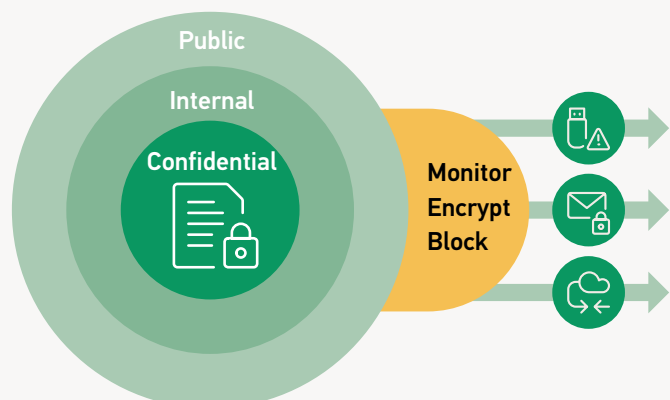 Public
Internal
Confidential
Monitor
Encrypt
Block